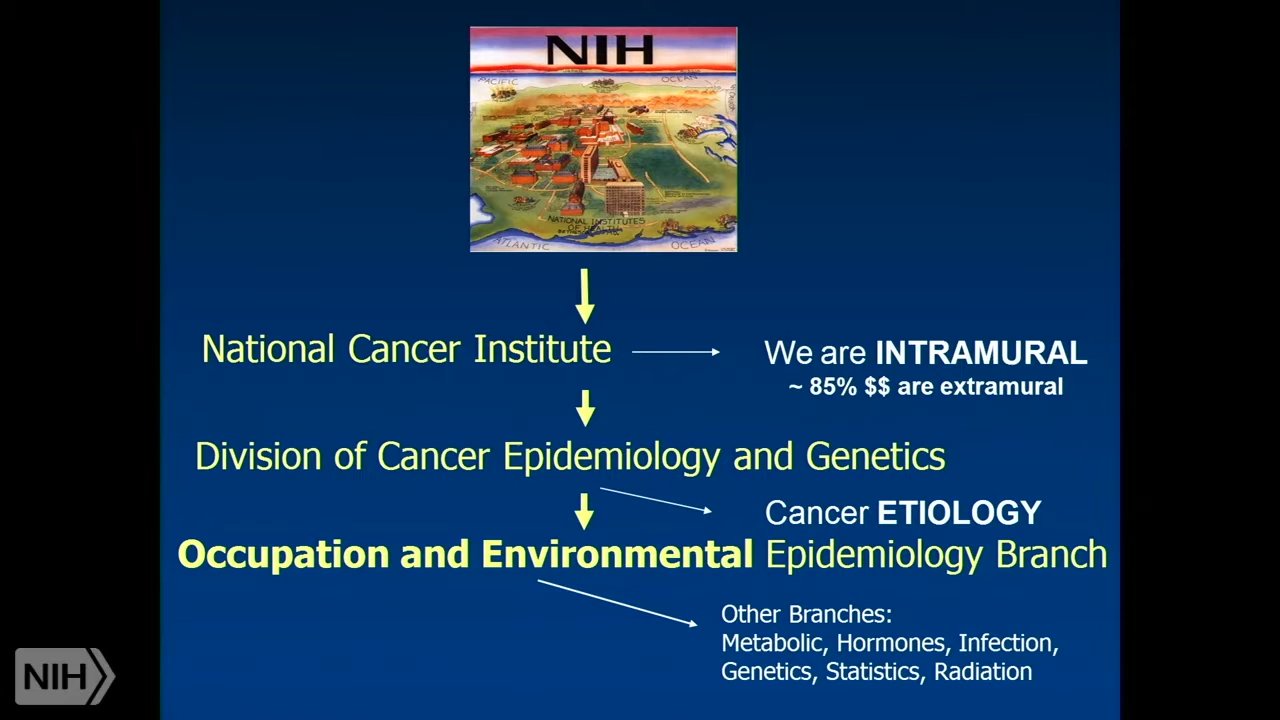 NIH
PACIFIC
OCEAN
NATIONAL INSTITUTES
OF HEALTH
ATLANTIC
OCEAN
National Cancer Institute
We are INTRAMURAL
~ 85% $$ are extramural
Division of Cancer Epidemiology and Genetics
Cancer ETIOLOGY
Occupation and Environmental Epidemiology Branch
Other Branches:
Metabolic, Hormones, Infection,
Genetics, Statistics, Radiation
NIH